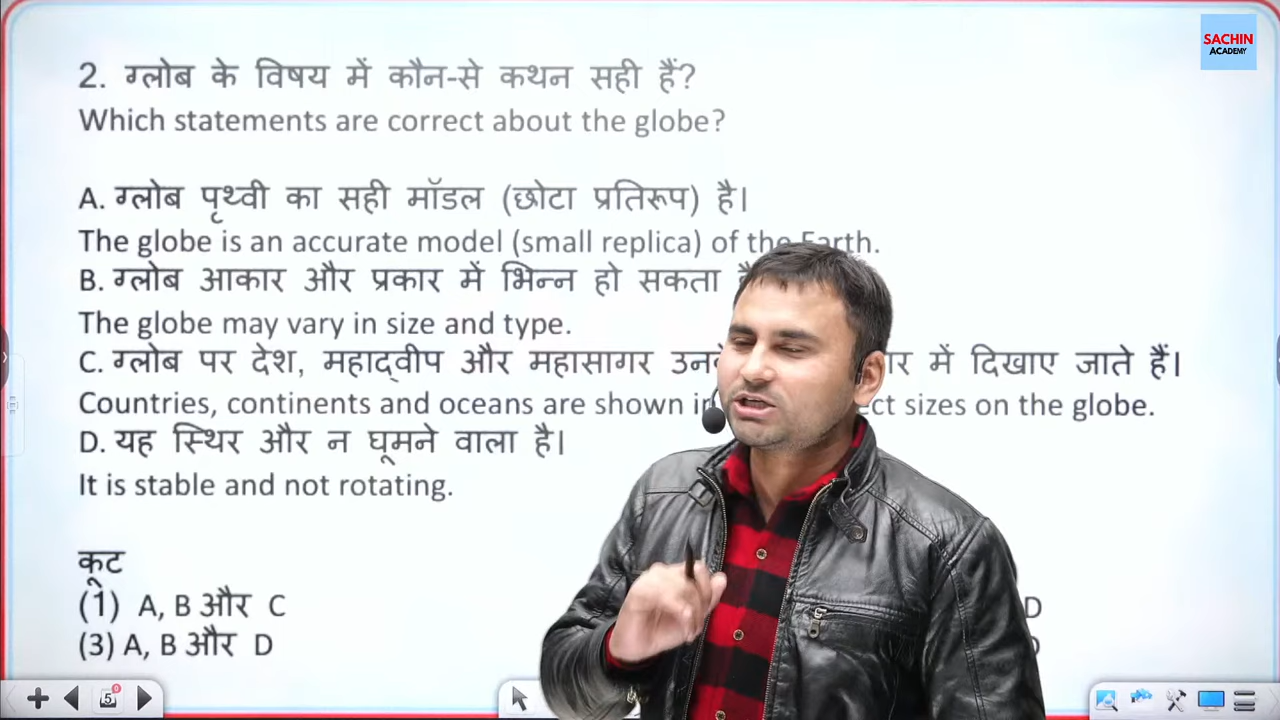 SACHIN
ACADEMY
2. ग्लोब के विषय में कौन-से कथन सही हैं?
Which statements are correct about the globe?
A. ग्लोब पृथ्वी का सही मॉडल (छोटा प्रतिरूप) है।
The globe is an accurate model (small replica) of the Earth.
B. ग्लोब आकार और प्रकार में भिन्न हो सकता
The globe may vary in size and type.
C. ग्लोब पर देश, महाद्वीप और महासागर में दिखाए जाते हैं।
Countries, continents and oceans are shown sizes on the globe.
D. यह स्थिर और न घूमने वाला है।
It is stable and not rotating.
कूट
(1) A, B और C
D
(3) A, B और D
5